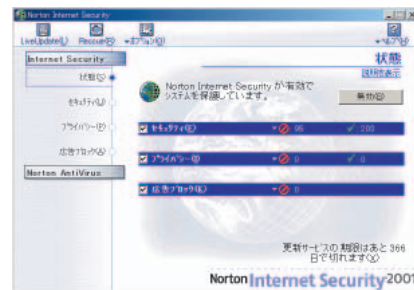 Norton Internet Security
LiveUpdate(L) Rescue(R) オプション(O) ヘルプ(H)
Internet Security
状態(S)
セキュリティ(U)
プライバシー(P)
広告ブロック(A)
Norton AntiVirus
状態
Norton Internet Security が有効で
システムを保護しています。
無効(B)
セキュリティ(E) 96 200
プライバシー 0 0
広告ブロック(K) 0
更新サービスの期限はあと 366
日で切れます(X)
Norton Internet Security 2001